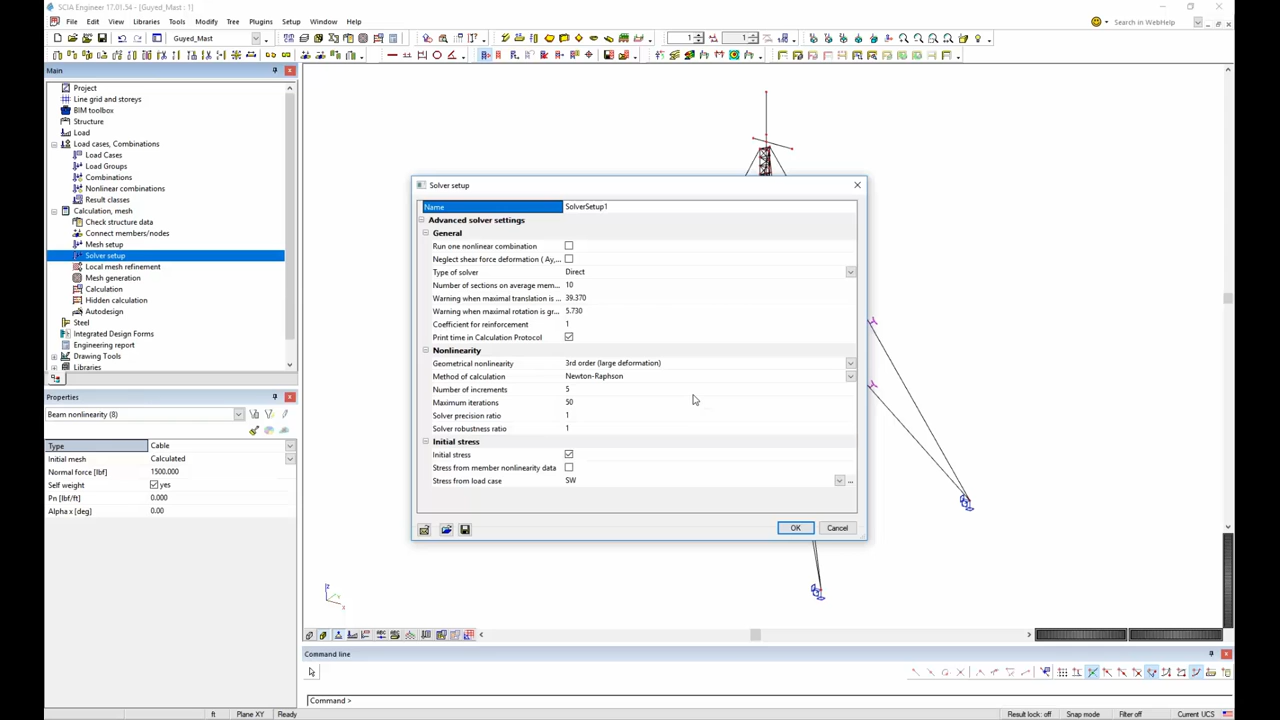 SCIA Engineer 17.01.54 - [Guyed_Mast : 1]
File Edit View Libraries Tools Modify Tree Plugins Setup Window Help
Search in WebHelp
Guyed_Mast
1
1
Main
Project
Line grid and storeys
BIM toolbox
Structure
Load
Load cases, Combinations
Load Cases
Load Groups
Combinations
Nonlinear combinations
Result classes
Calculation, mesh
Check structure data
Connect members/nodes
Mesh setup
Solver setup
Local mesh refinement
Mesh generation
Calculation
Hidden calculation
Autodesign
Steel
Integrated Design Forms
Engineering report
Drawing Tools
Libraries
Properties
Beam nonlinearity (8)
Type Cable
Initial mesh Calculated
Normal force [lbf] 1500.000
Self weight yes
Pn [lbf/ft] 0.000
Alpha x [deg] 0.00
Solver setup
Name SolverSetup1
Advanced solver settings
General
Run one nonlinear combination
Neglect shear force deformation ( Ay,...
Type of solver Direct
Number of sections on average mem... 10
Warning when maximal translation is ... 39.370
Warning when maximal rotation is gr... 5.730
Coefficient for reinforcement 1
Print time in Calculation Protocol
Nonlinearity
Geometrical nonlinearity 3rd order (large deformation)
Method of calculation Newton-Raphson
Number of increments 5
Maximum iterations 50
Solver precision ratio 1
Solver robustness ratio 1
Initial stress
Initial stress
Stress from member nonlinearity data
Stress from load case SW ...
OK Cancel
Command line
Command >
ft Plane XY Ready Result lock: off Snap mode Filter off Current UCS